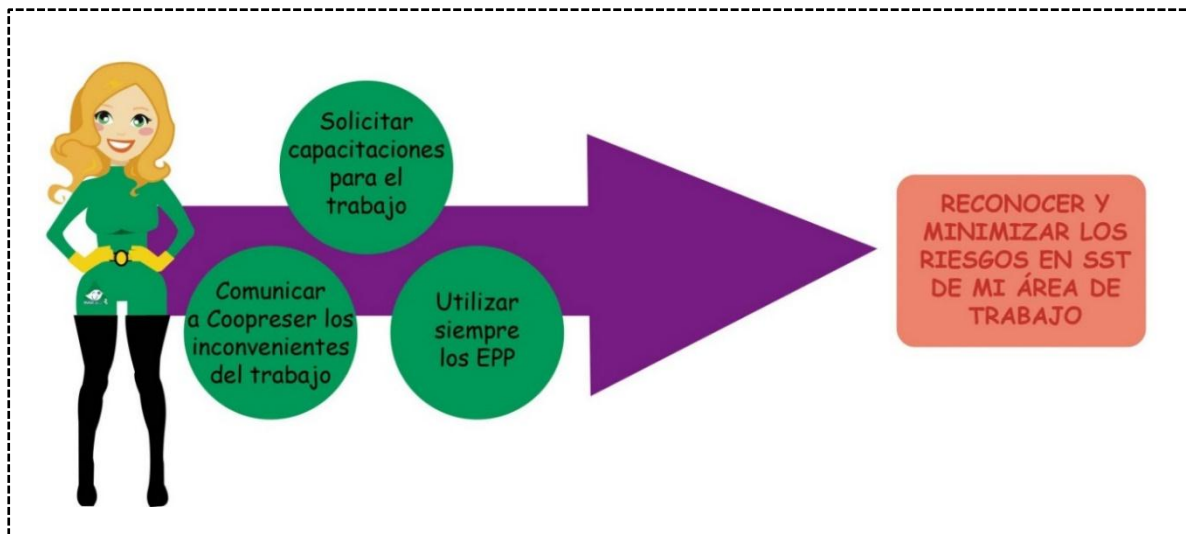 Solicitar
capacitaciones
para el
trabajo
Comunicar
a Coopreser los
inconvenientes
del trabajo
Utilizar
siempre
los EPP
RECONOCER Y
MINIMIZAR LOS
RIESGOS EN SST
DE MI ÁREA DE
TRABAJO